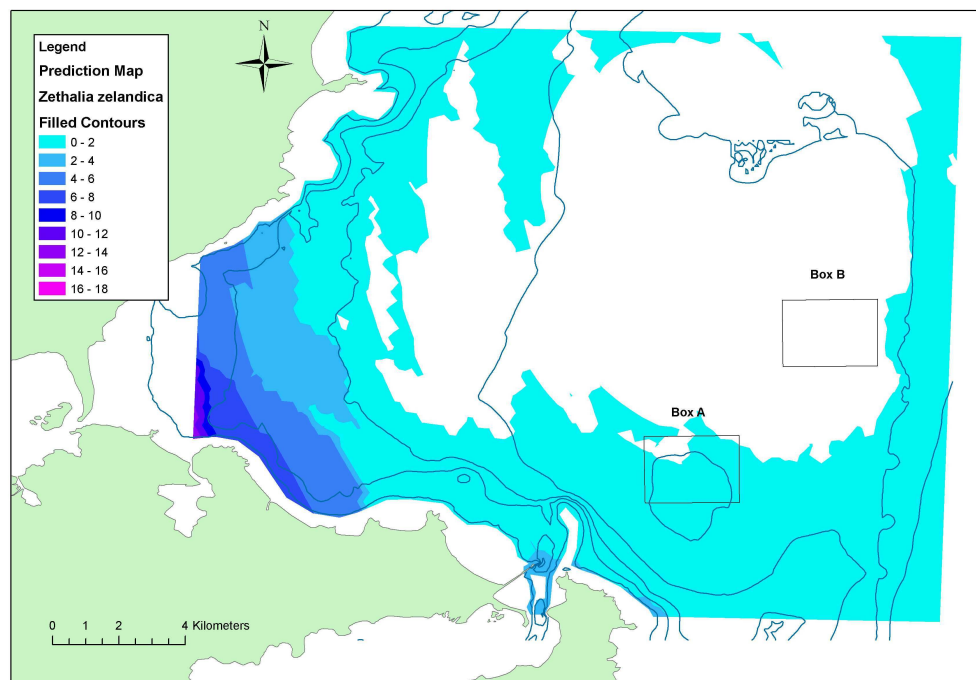 N
Legend
Prediction Map
Zethalia zelandica
Filled Contours
0 - 2
2 - 4
4 - 6
6 - 8
8 - 10
10 - 12
12 - 14
14 - 16
16 - 18
Box B
Box A
0 1 2 4 Kilometers